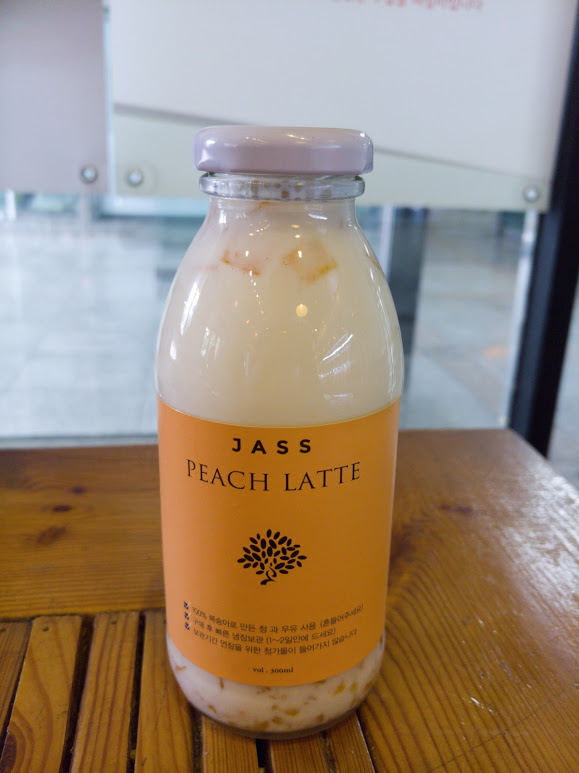 JASS
PEACH LATTE
100% 복숭아로 만든 청 과 우유 사용 (흔들어주세요)
구매 후 빠른 냉장보관 (1~2일안에 드세요)
보관기간 연장을 위한 첨가물이 들어가지 않습니다
vol . 300ml